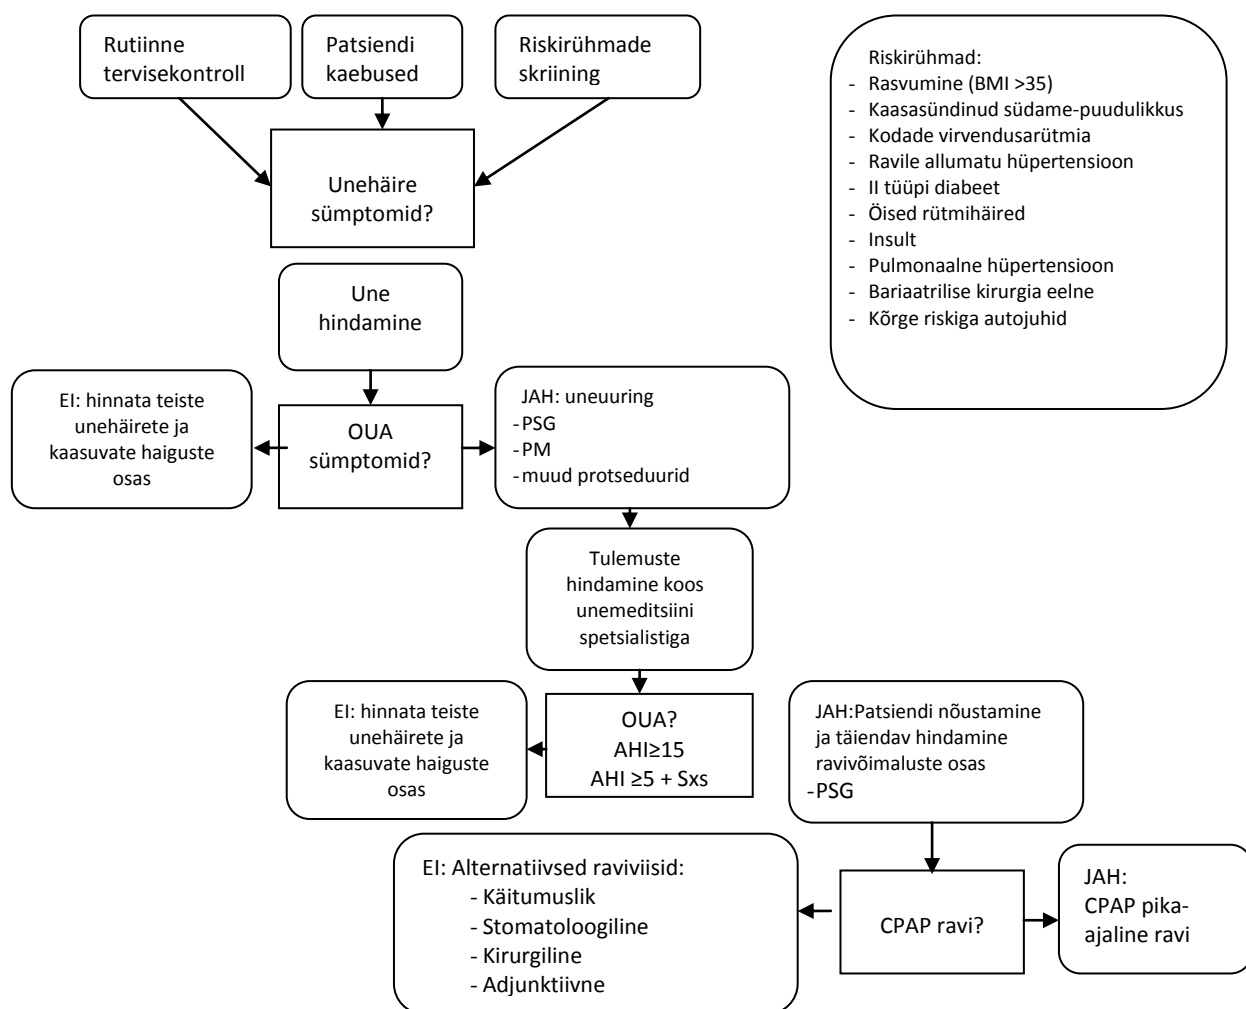 Rutiinne
tervisekontroll
Patsiendi
kaebused
Riskirühmade
skriining
Riskirühmad:
- Rasvumine (BMI >35)
- Kaasasündinud südame-puudulikkus
- Kodade virvendusarütmia
- Ravile allumatu hüpertensioon
- II tüüpi diabeet
- Öised rütmihäired
- Insult
- Pulmonaalne hüpertensioon
- Bariaatrilise kirurgia eelne
- Kõrge riskiga autojuhid
Unehäire
sümptomid?
Une
hindamine
EI: hinnata teiste
unehäirete ja
kaasuvate haiguste
osas
OUA
sümptomid?
JAH: uneuuring
-PSG
-PM
-muud protseduurid
Tulemuste
hindamine koos
unemeditsiini
spetsialistiga
EI: hinnata teiste
unehäirete ja
kaasuvate haiguste
osas
OUA?
AHI≥15
AHI ≥5 + Sxs
JAH:Patsiendi nõustamine
ja täiendav hindamine
ravivõimaluste osas
-PSG
EI: Alternatiivsed raviviisid:
- Käitumuslik
- Stomatoloogiline
- Kirurgiline
- Adjunktiivne
CPAP ravi?
JAH:
CPAP pika-
ajaline ravi